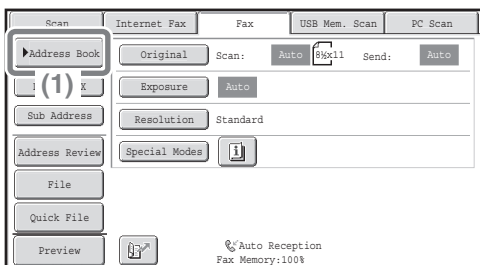 Scan Internet Fax Fax USB Mem. Scan PC Scan
Address Book Original Scan: Auto 8½x11 Send: Auto
(1) X Exposure Auto
Sub Address Resolution Standard
Address Review Special Modes
File
Quick File
Preview Auto Reception
Fax Memory:100%